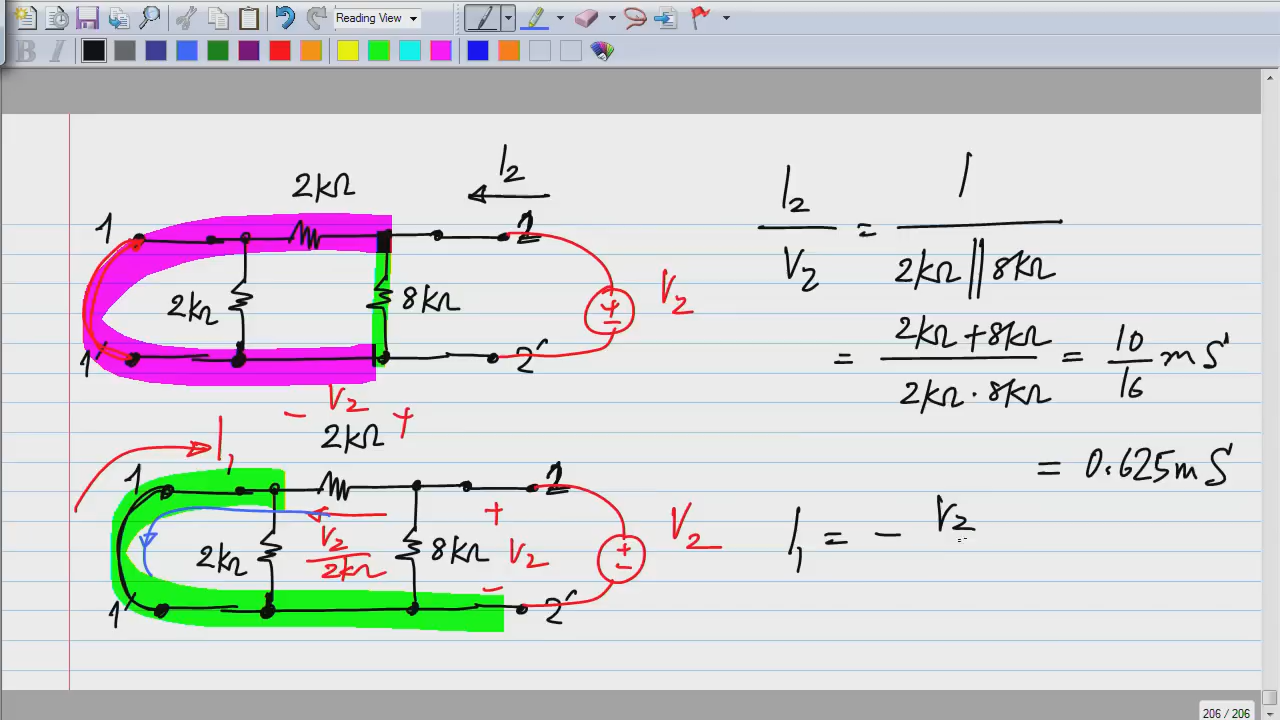 Reading View
B I U
I2
2kΩ
1 2
I2 / V2 = 1 / (2kΩ || 8kΩ)
2kΩ 8kΩ + − V2
1' 2'
= (2kΩ + 8kΩ) / (2kΩ · 8kΩ) = 10/16 mS
− V2 +
2kΩ
I1
= 0.625mS
1 2
+ V2 −
2kΩ V2/2kΩ 8kΩ + − V2
I1 = − V2
1' 2'
206 / 206